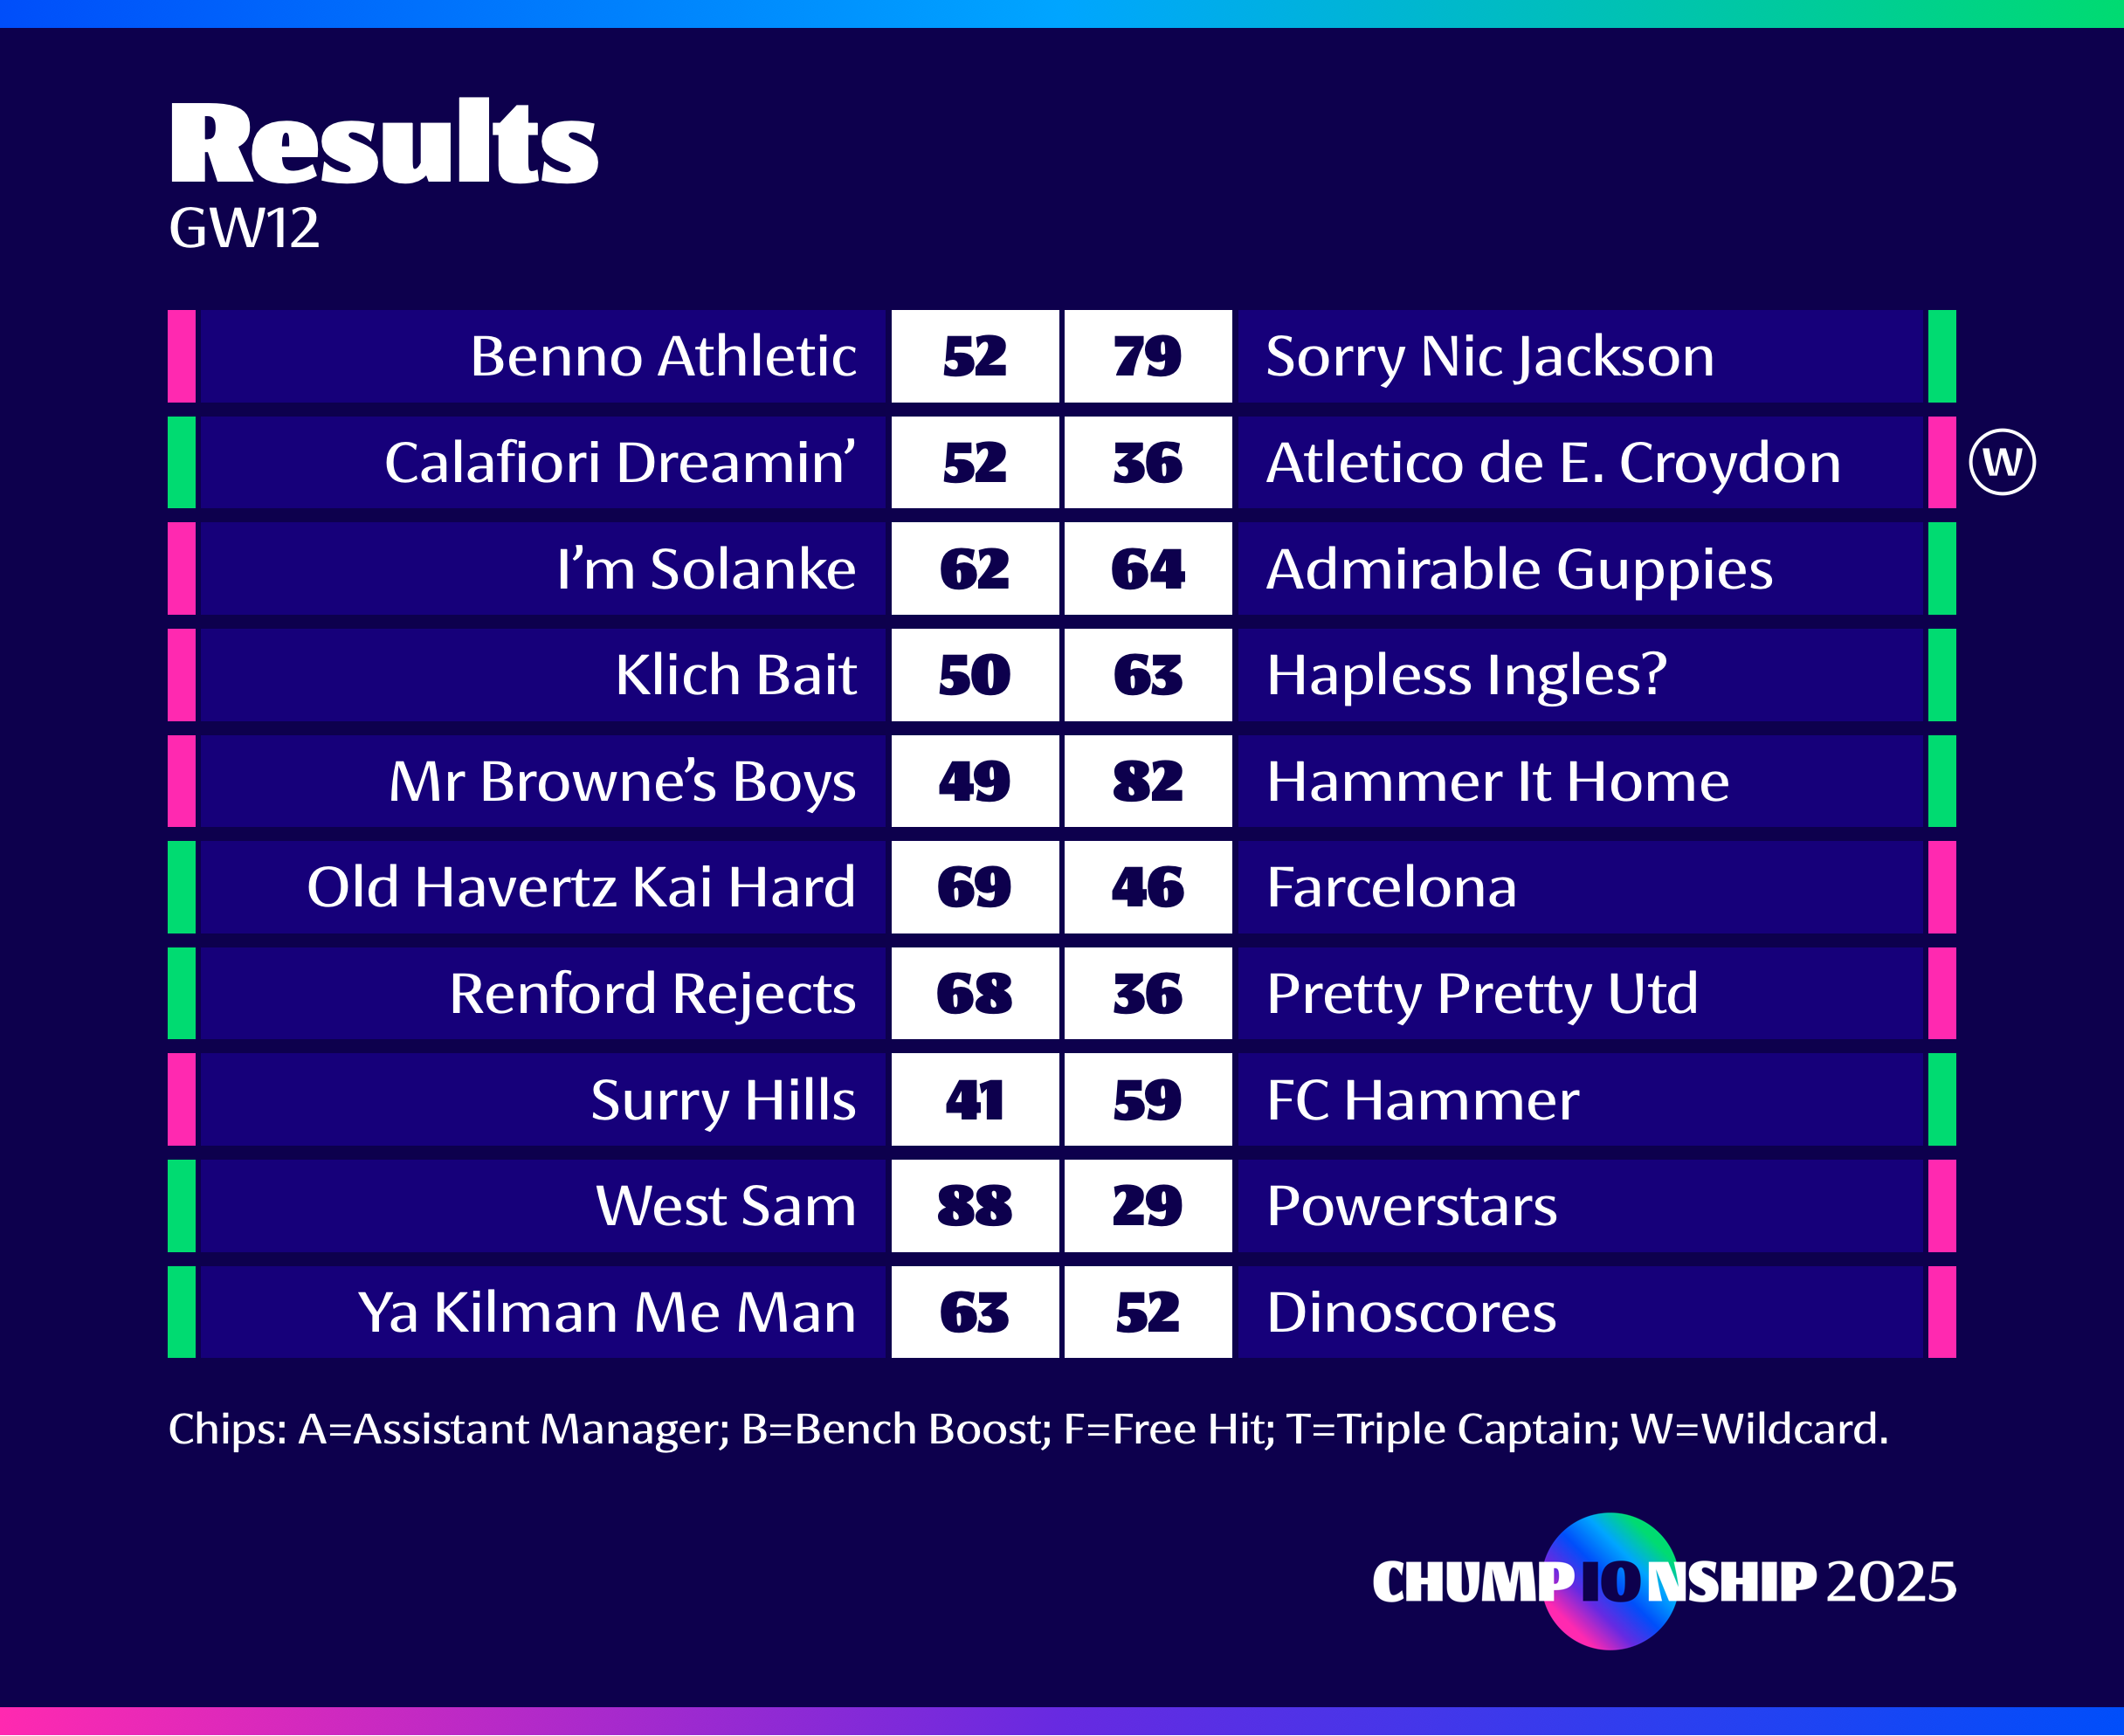 Results
GW12
Benno Athletic 52 79 Sorry Nic Jackson
Calafiori Dreamin’ 52 36 Atletico de E. Croydon W
I’m Solanke 62 64 Admirable Guppies
Klich Bait 50 63 Hapless Ingles?
Mr Browne’s Boys 49 82 Hammer It Home
Old Havertz Kai Hard 69 46 Farcelona
Renford Rejects 68 36 Pretty Pretty Utd
Surry Hills 41 59 FC Hammer
West Sam 88 29 Powerstars
Ya Kilman Me Man 63 52 Dinoscores
Chips: A=Assistant Manager; B=Bench Boost; F=Free Hit; T=Triple Captain; W=Wildcard.
CHUMPIONSHIP 2025